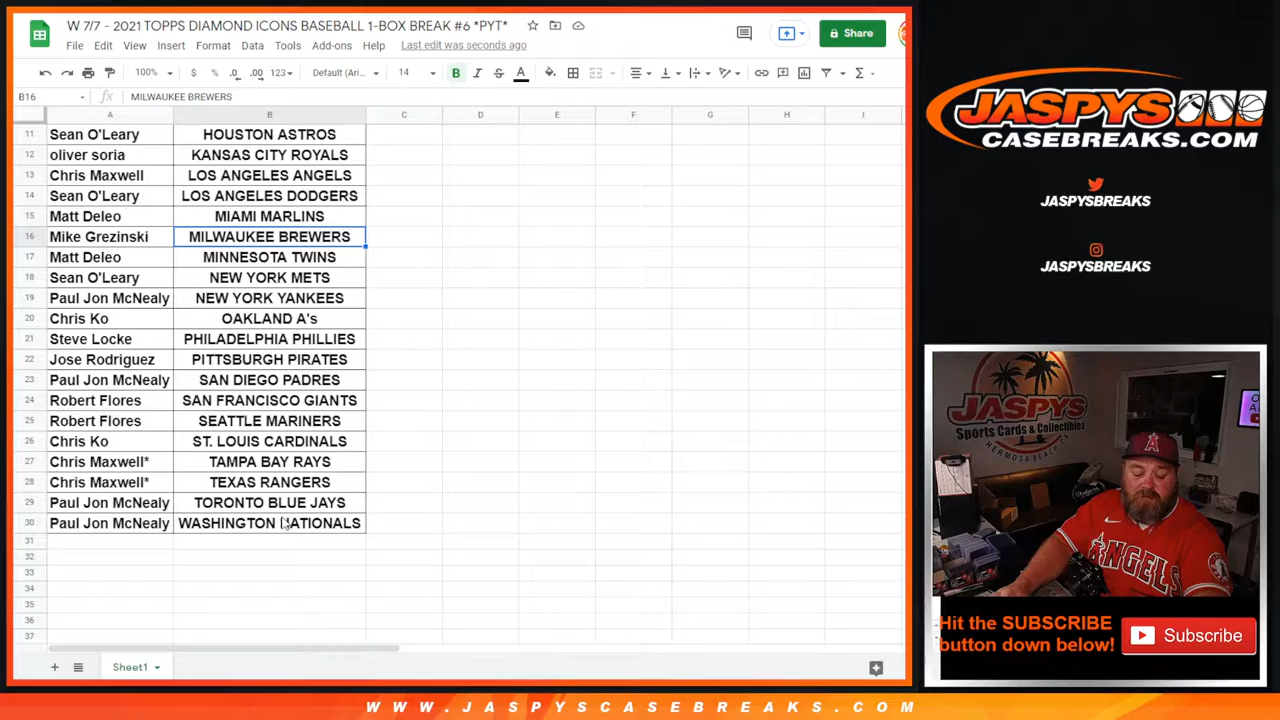 W 7/7 - 2021 TOPPS DIAMOND ICONS BASEBALL 1-BOX BREAK #6 *PYT*
File Edit View Insert Format Data Tools Add-ons Help Last edit was seconds ago
Share
100% $ % .0 .00 123 Default (Ari... 14 B I S A
B16 fx MILWAUKEE BREWERS
A B C D E F G H I
11 Sean O'Leary HOUSTON ASTROS
12 oliver soria KANSAS CITY ROYALS
13 Chris Maxwell LOS ANGELES ANGELS
14 Sean O'Leary LOS ANGELES DODGERS
15 Matt Deleo MIAMI MARLINS
16 Mike Grezinski MILWAUKEE BREWERS
17 Matt Deleo MINNESOTA TWINS
18 Sean O'Leary NEW YORK METS
19 Paul Jon McNealy NEW YORK YANKEES
20 Chris Ko OAKLAND A's
21 Steve Locke PHILADELPHIA PHILLIES
22 Jose Rodriguez PITTSBURGH PIRATES
23 Paul Jon McNealy SAN DIEGO PADRES
24 Robert Flores SAN FRANCISCO GIANTS
25 Robert Flores SEATTLE MARINERS
26 Chris Ko ST. LOUIS CARDINALS
27 Chris Maxwell* TAMPA BAY RAYS
28 Chris Maxwell* TEXAS RANGERS
29 Paul Jon McNealy TORONTO BLUE JAYS
30 Paul Jon McNealy WASHINGTON NATIONALS
31
32
33
34
35
36
37
Sheet1
JASPYS
CASEBREAKS.COM
JASPYSBREAKS
JASPYSBREAKS
JASPYS
Sports Cards & Collectibles
HERMOSA BEACH, CA
A
ANGELS
Hit the SUBSCRIBE
button down below!
Subscribe
WWW.JASPYSCASEBREAKS.COM